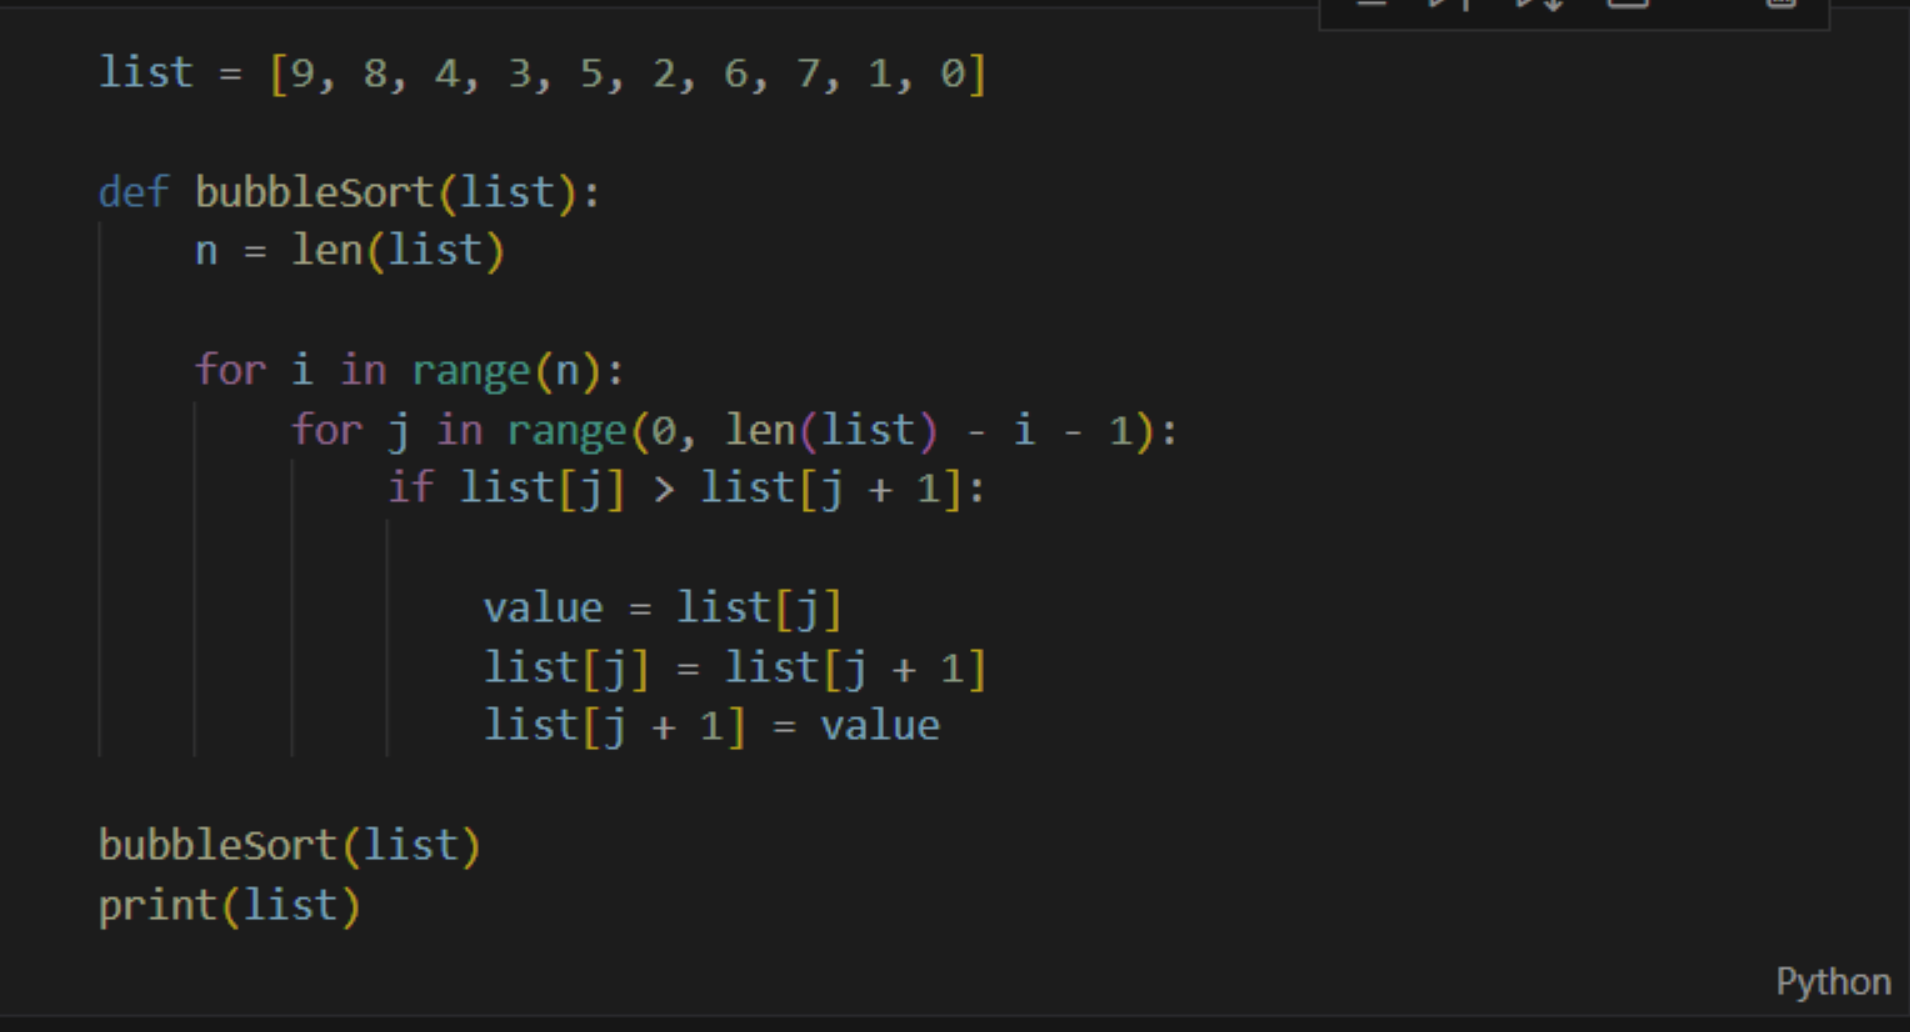 list = [9, 8, 4, 3, 5, 2, 6, 7, 1, 0]
def bubbleSort(list):
    n = len(list)
    for i in range(n):
        for j in range(0, len(list) - i - 1):
            if list[j] > list[j + 1]:
                value = list[j]
                list[j] = list[j + 1]
                list[j + 1] = value
bubbleSort(list)
print(list)
Python